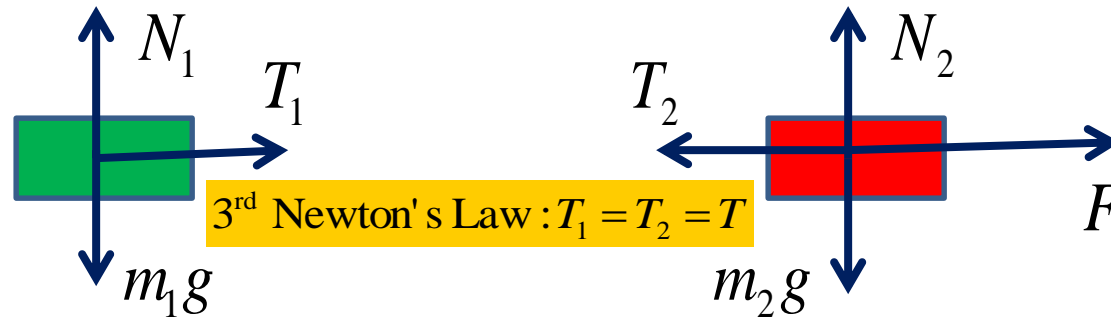 N₁ N₂
T₁ T₂
3rd Newton's Law : T₁ = T₂ = T
F
m₁g m₂g